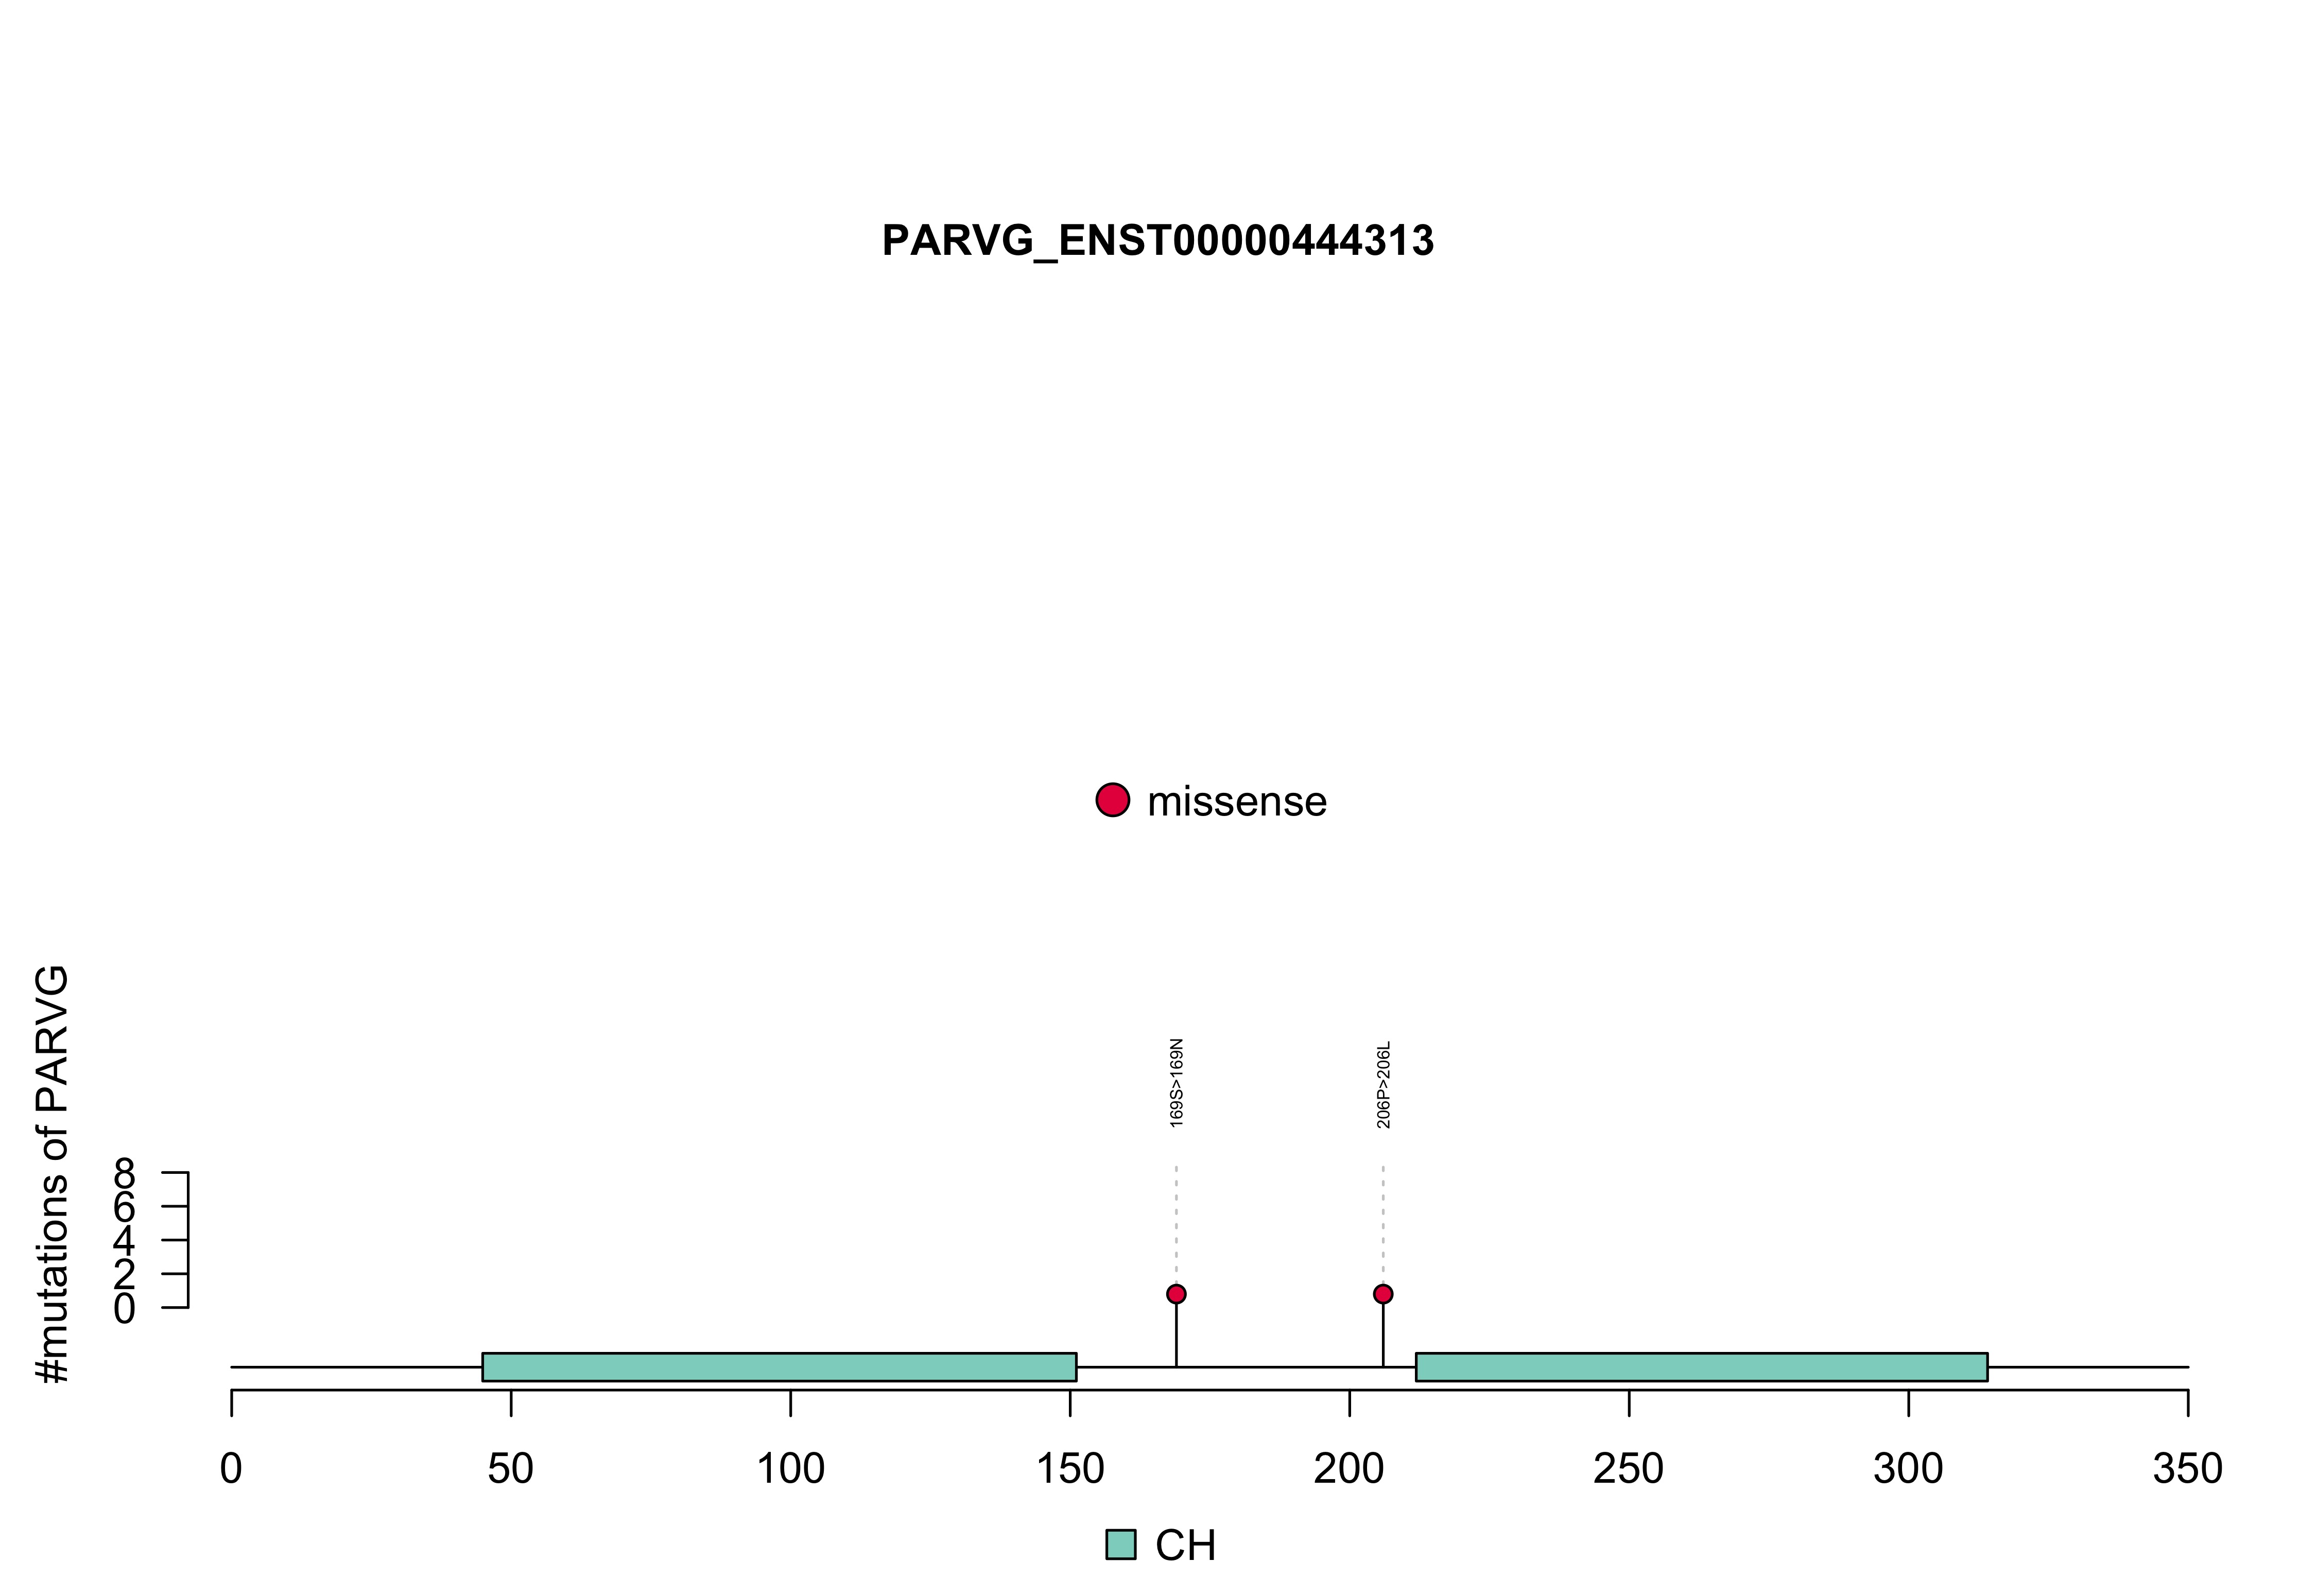 PARVG_ENST00000444313
missense
#mutations of PARVG
169S>169N
206P>206L
8
6
4
2
0
0 50 100 150 200 250 300 350
CH